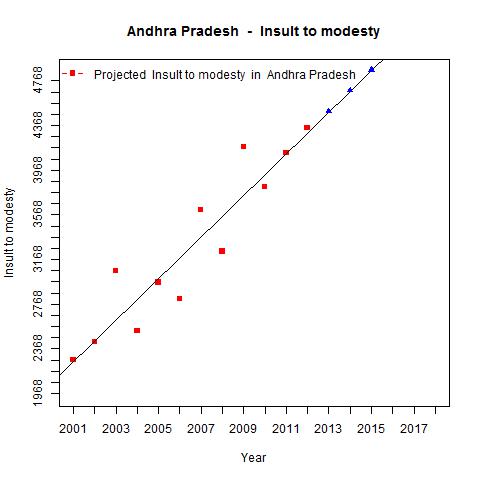 Andhra Pradesh - Insult to modesty
Projected Insult to modesty in Andhra Pradesh
Insult to modesty
4768
4368
3968
3568
3168
2768
2368
1968
2001 2003 2005 2007 2009 2011 2013 2015 2017
Year